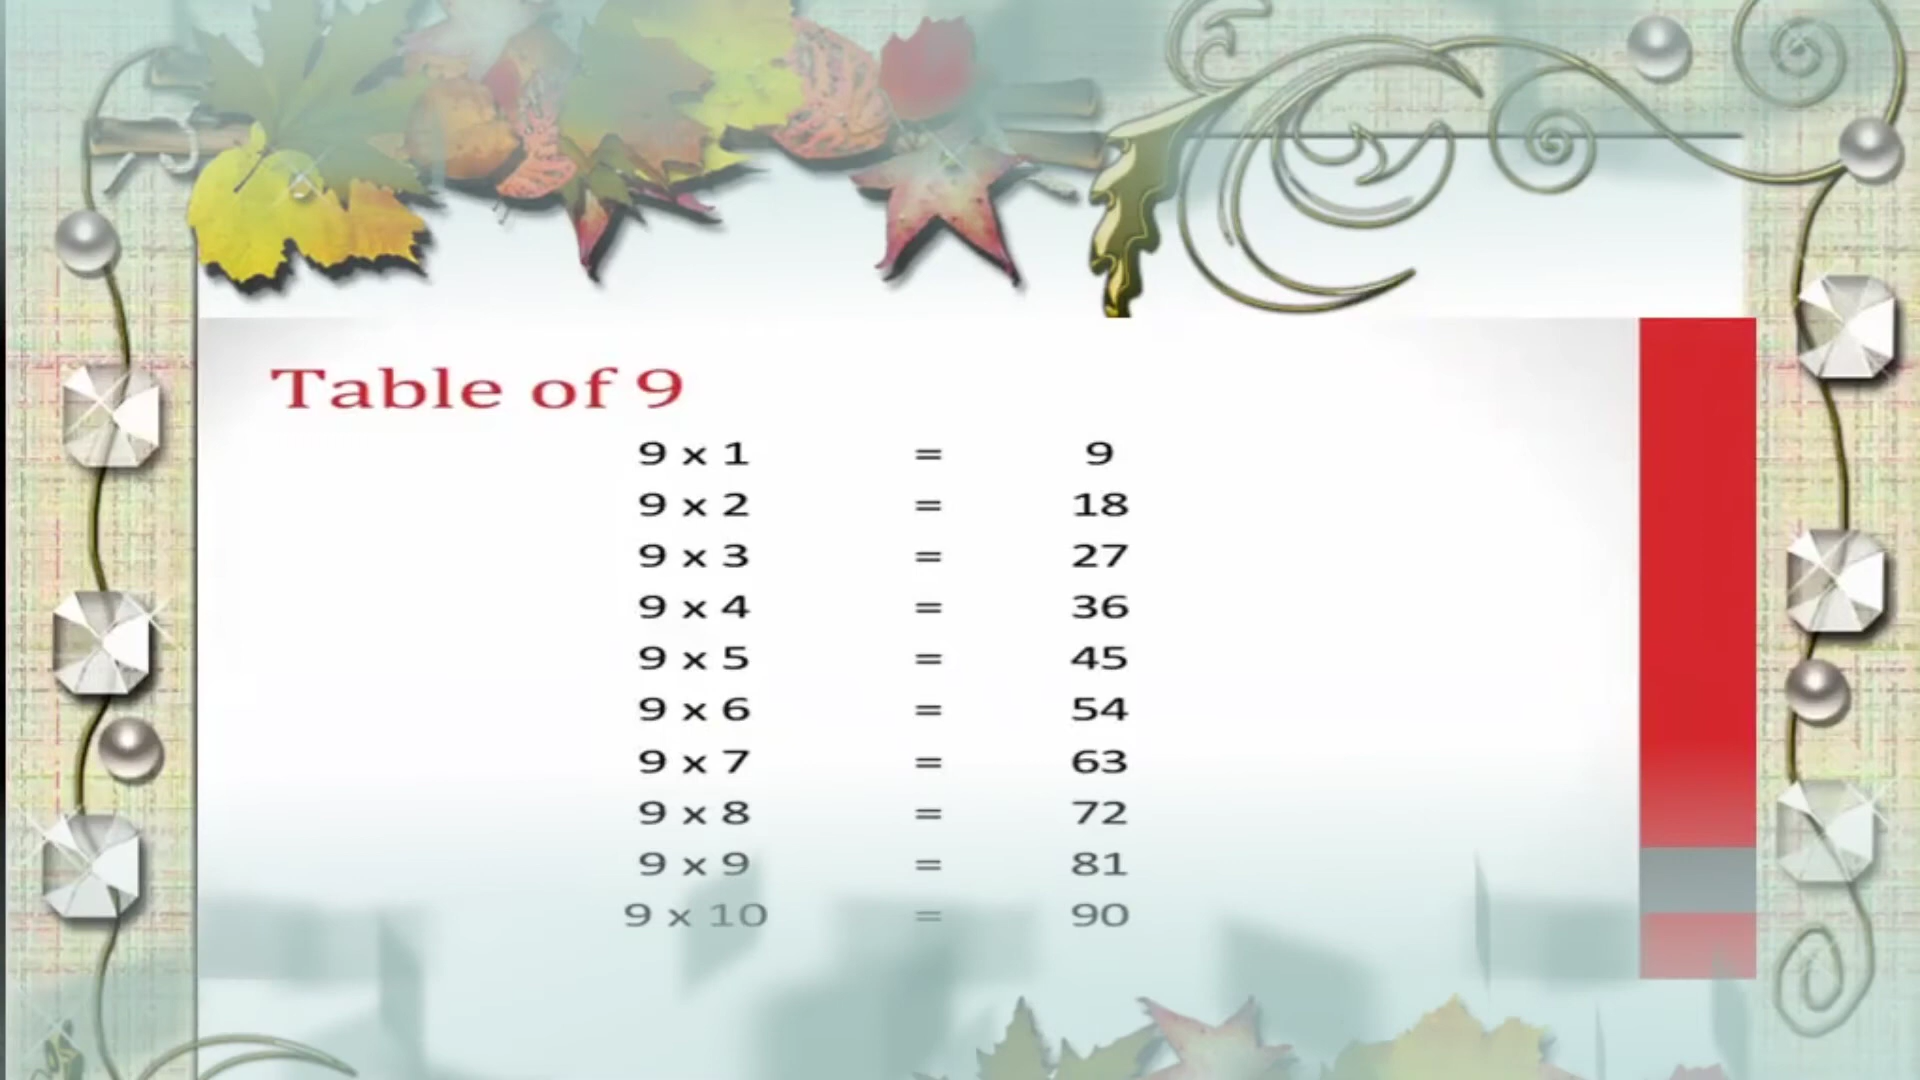 Table of 9
9 x 1 = 9
9 x 2 = 18
9 x 3 = 27
9 x 4 = 36
9 x 5 = 45
9 x 6 = 54
9 x 7 = 63
9 x 8 = 72
9 x 9 = 81
9 x 10 = 90